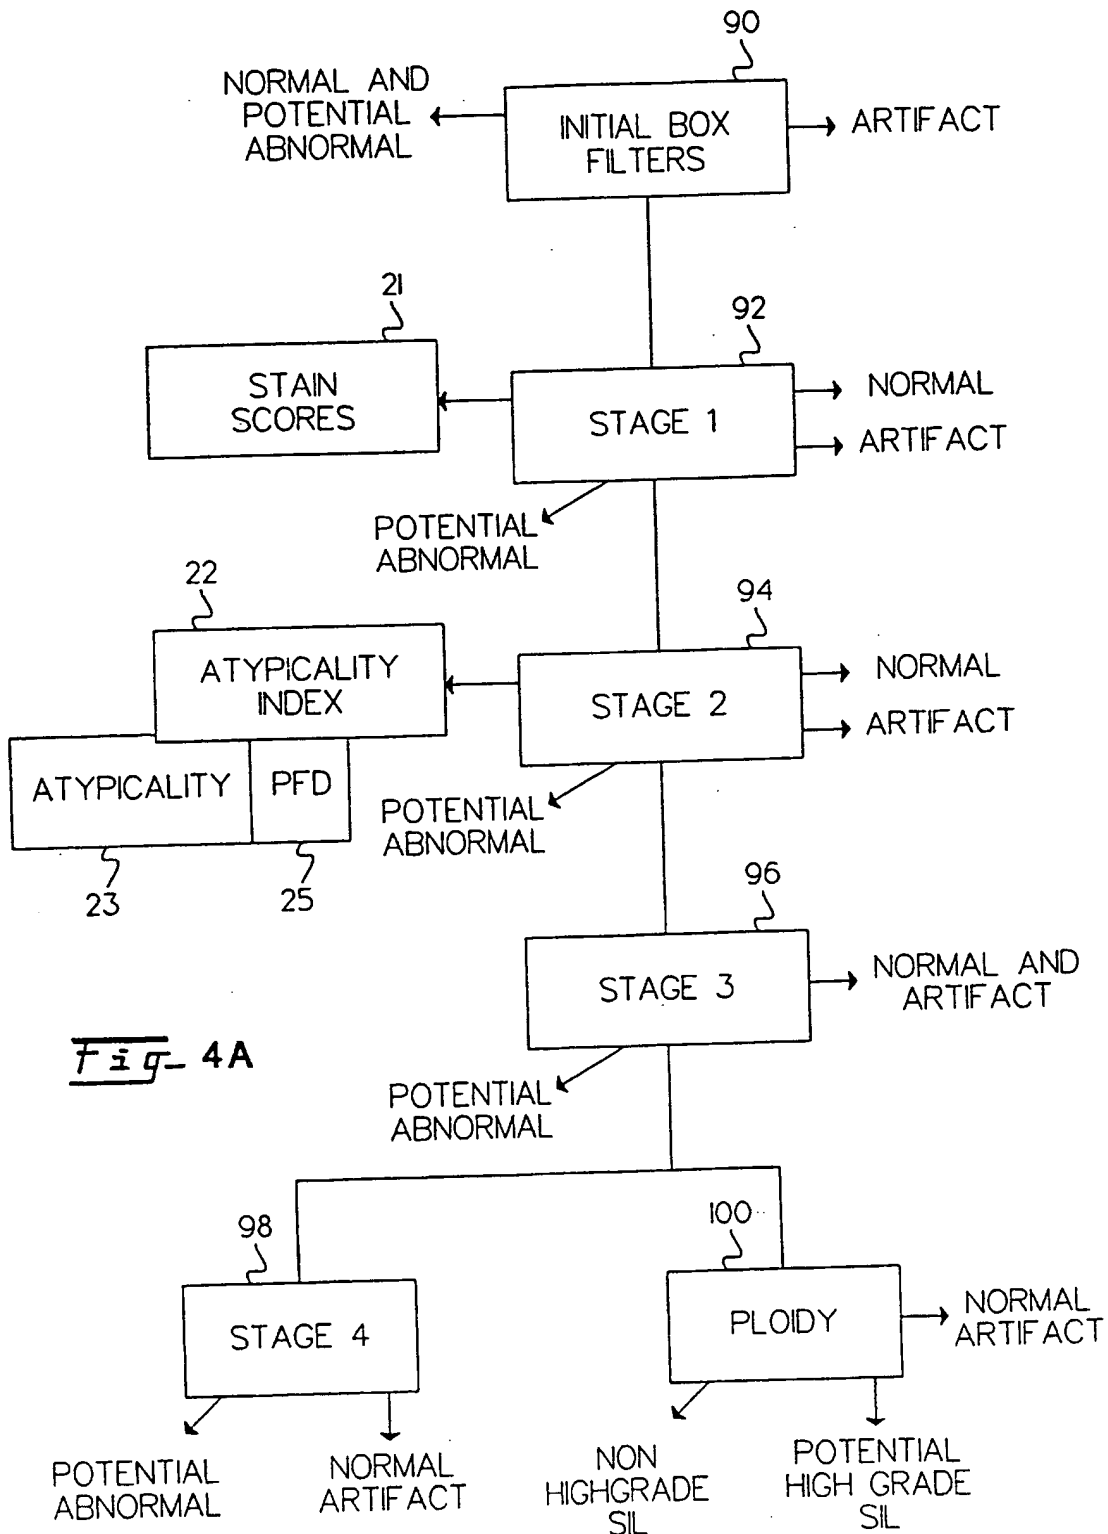 90
NORMAL AND
POTENTIAL
ABNORMAL
INITIAL BOX
FILTERS
ARTIFACT
21
STAIN
SCORES
92
STAGE 1
NORMAL
ARTIFACT
POTENTIAL
ABNORMAL
22
ATYPICALITY
INDEX
ATYPICALITY
PFD
23
25
94
STAGE 2
NORMAL
ARTIFACT
POTENTIAL
ABNORMAL
96
STAGE 3
NORMAL AND
ARTIFACT
POTENTIAL
ABNORMAL
Fig_ 4A
98
STAGE 4
POTENTIAL
ABNORMAL
NORMAL
ARTIFACT
100
PLOIDY
NORMAL
ARTIFACT
NON
HIGHGRADE
SIL
POTENTIAL
HIGH GRADE
SIL